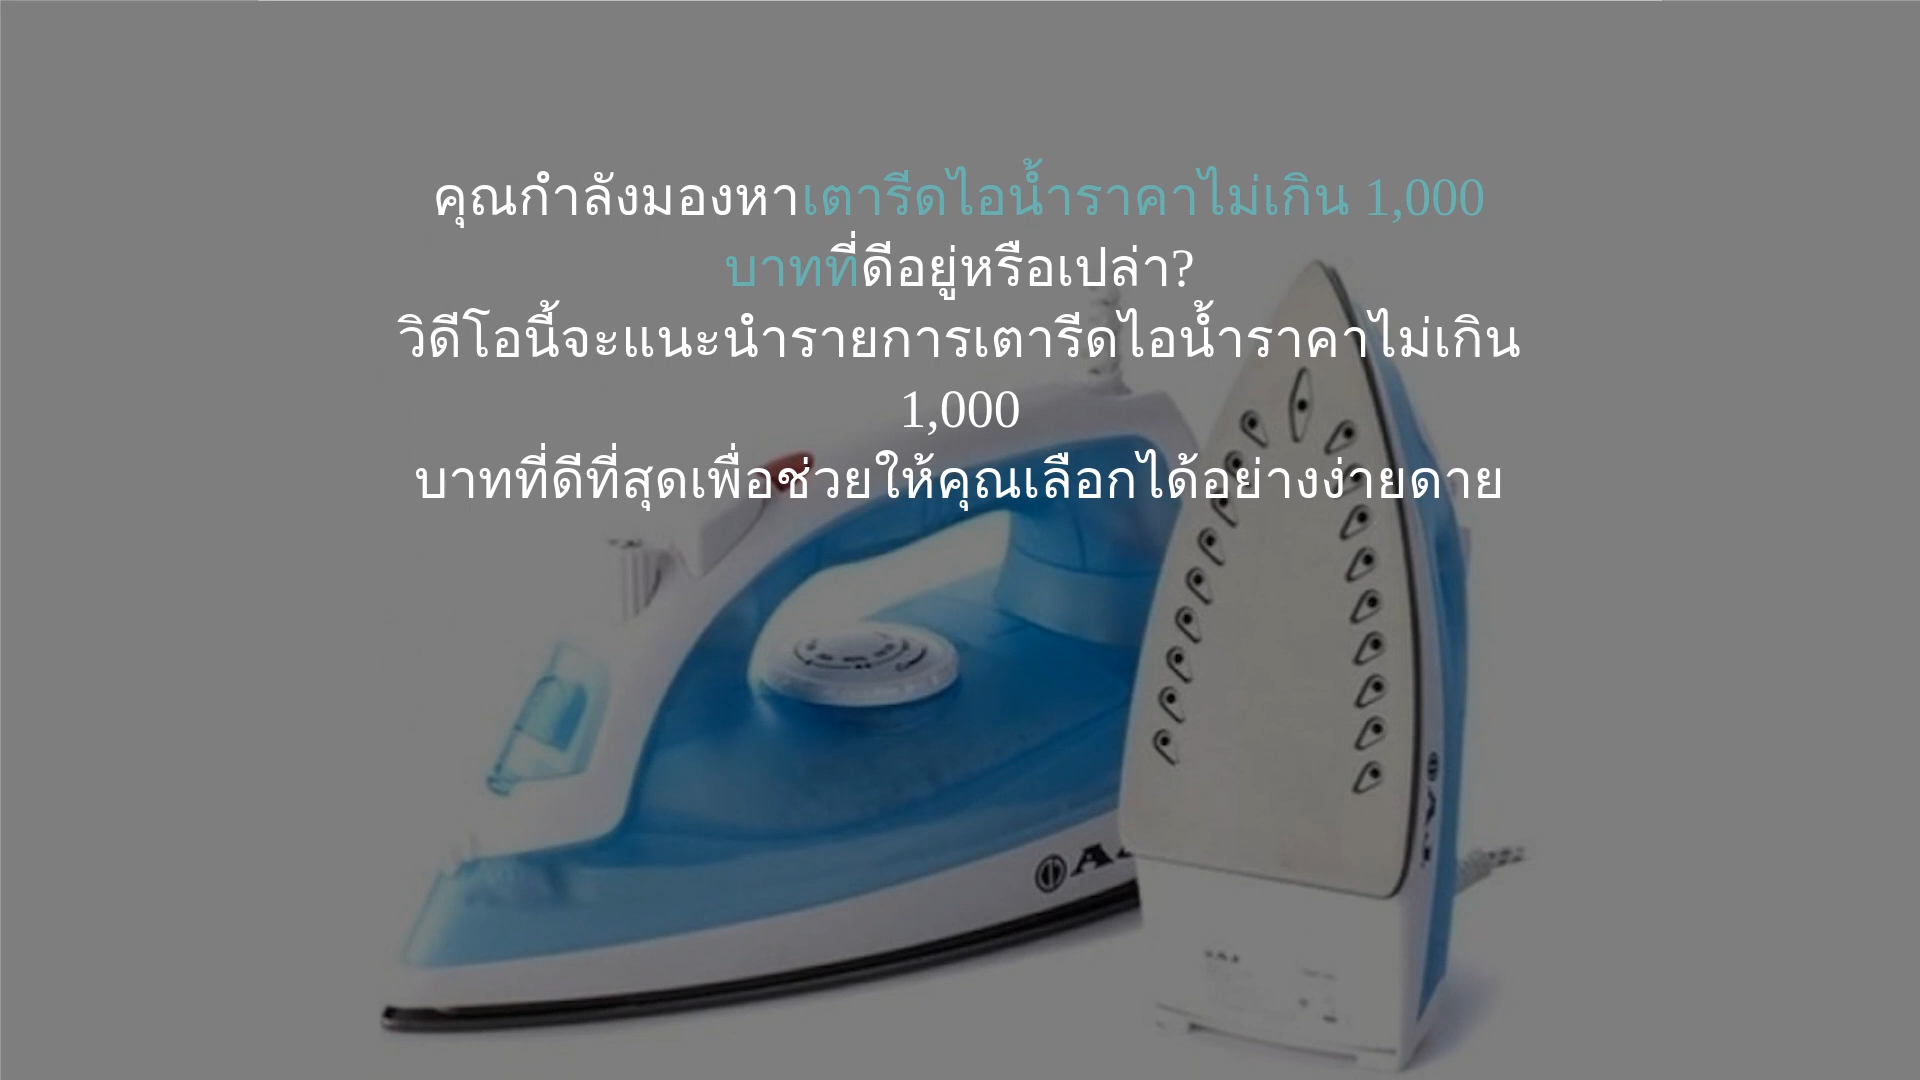 คุณกำลังมองหาเตารีดไอน้ำราคาไม่เกิน 1,000
บาทที่ดีอยู่หรือเปล่า?
วิดีโอนี้จะแนะนำรายการเตารีดไอน้ำราคาไม่เกิน
1,000
บาทที่ดีที่สุดเพื่อช่วยให้คุณเลือกได้อย่างง่ายดาย